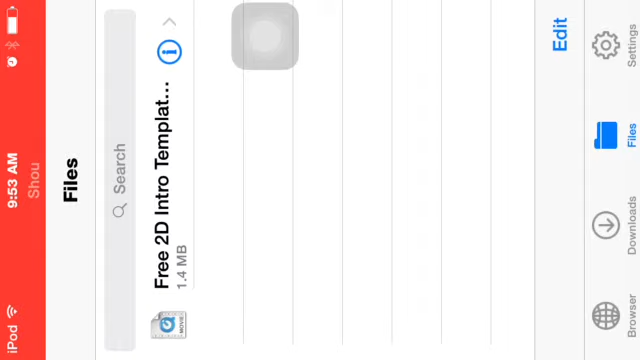 iPod 9:53 AM
Shou
Files
Search
Free 2D Intro Templat...
1.4 MB
MOVIE
Edit
Browser Downloads Files Settings